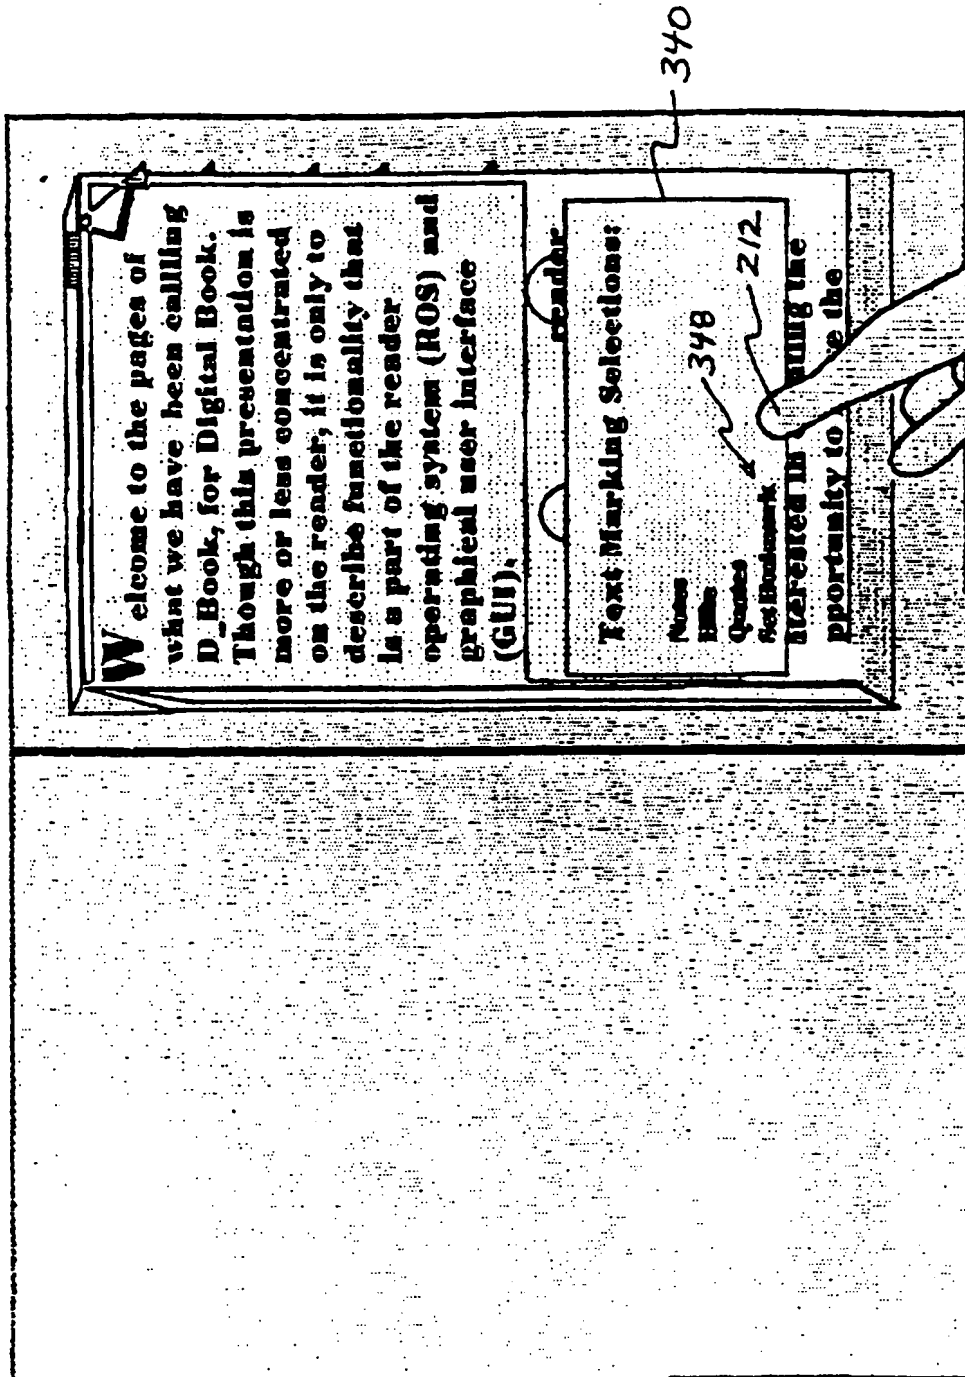 Welcome to the pages of
what we have been calling
D_Book, for Digital Book.
Though this presentation is
more or less concentrated
on the reader, it is only to
describe functionality that
is a part of the reader
operating system (ROS) and
graphical user interface
(GUI).
reader
Text Marking Selections:
Notes
Quotes
Set Bookmark
the
pportunity to the
340
348
212